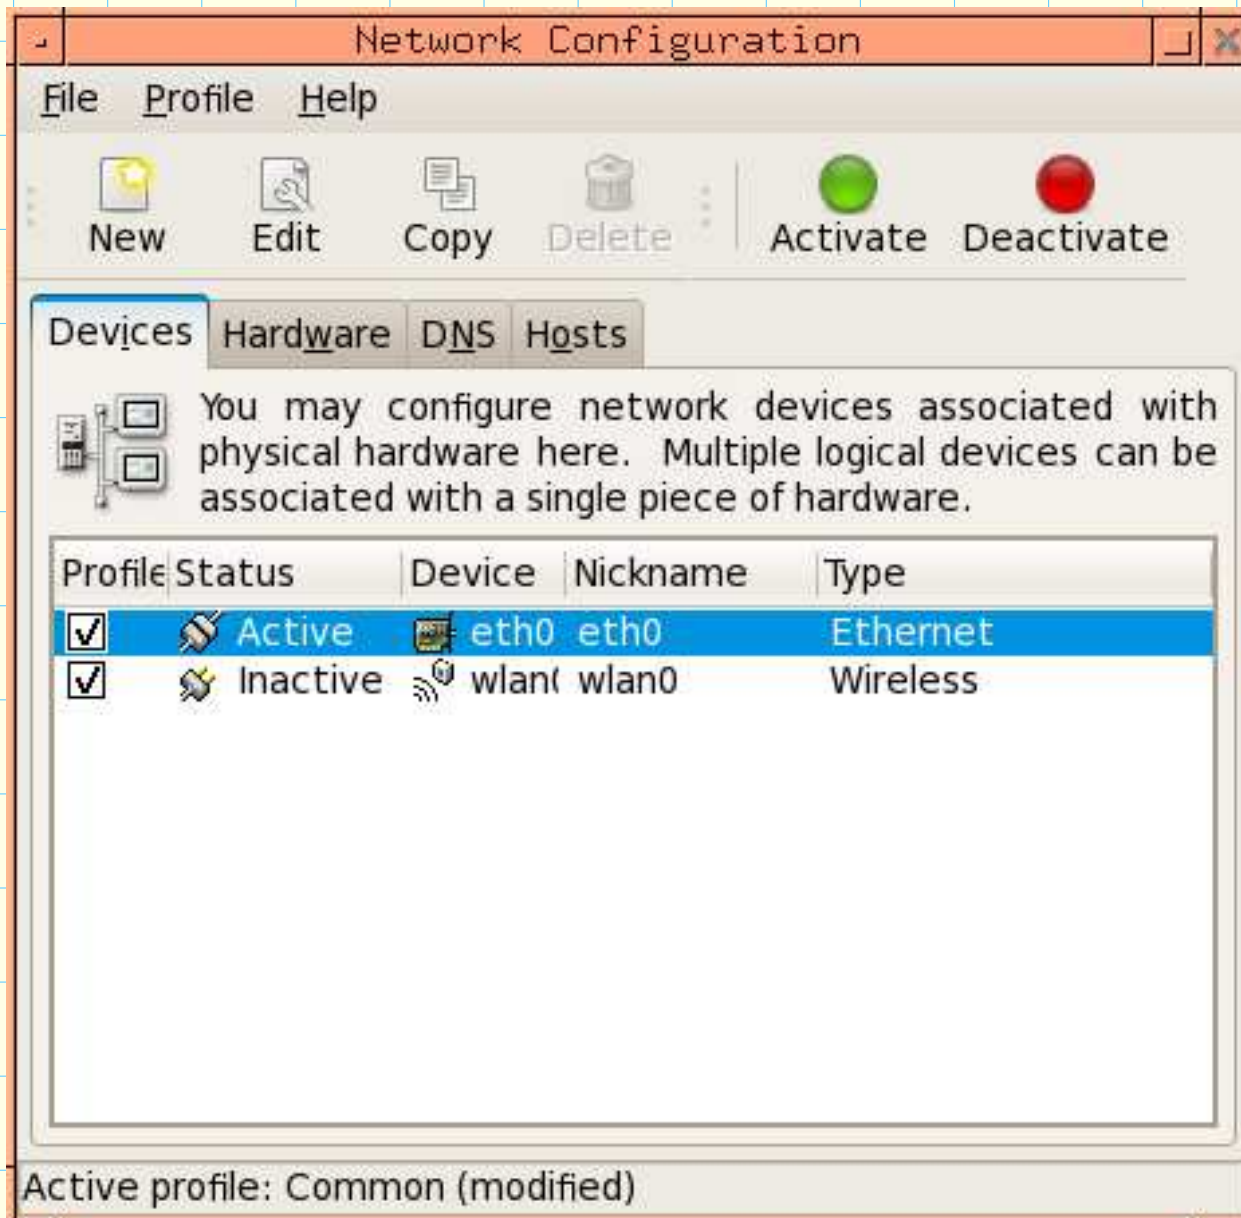 Network Configuration
File Profile Help
New Edit Copy Delete Activate Deactivate
Devices Hardware DNS Hosts
You may configure network devices associated with
physical hardware here. Multiple logical devices can be
associated with a single piece of hardware.
Profile Status Device Nickname Type
Active eth0 eth0 Ethernet
Inactive wlan( wlan0 Wireless
Active profile: Common (modified)